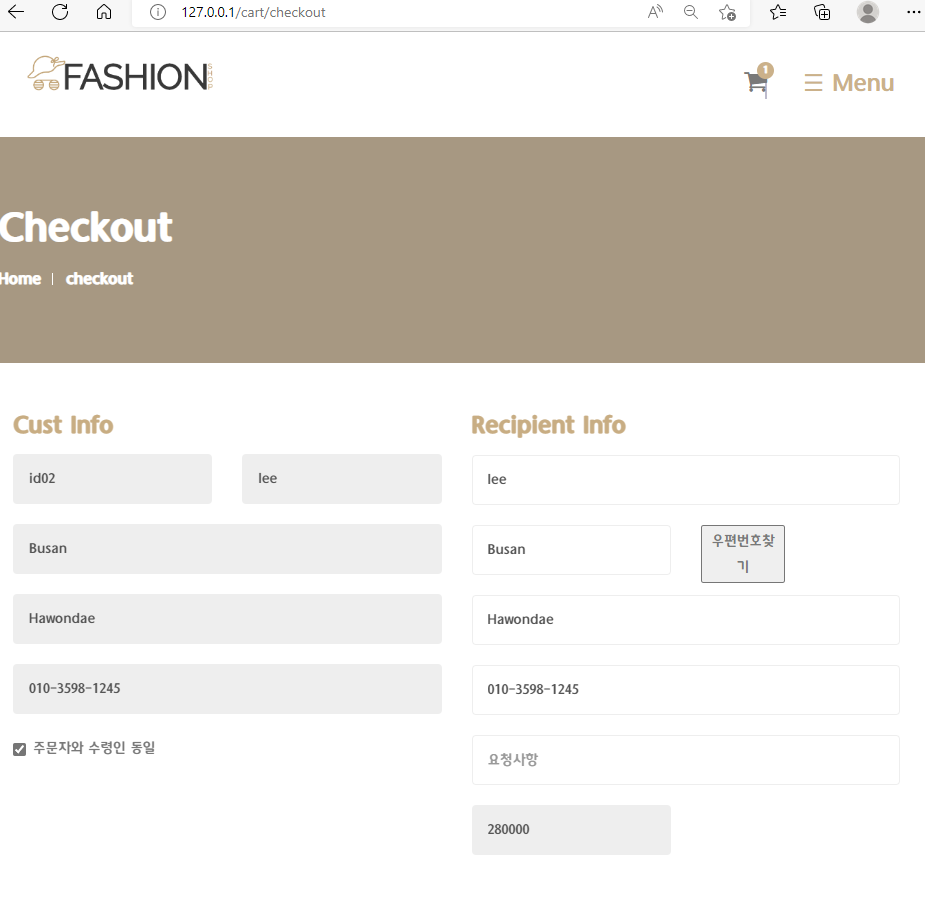 127.0.0.1/cart/checkout
FASHION SHOP
1
Menu
Checkout
Home | checkout
Cust Info
id02
lee
Busan
Hawondae
010-3598-1245
주문자와 수령인 동일
Recipient Info
lee
Busan
우편번호찾
기
Hawondae
010-3598-1245
요청사항
280000